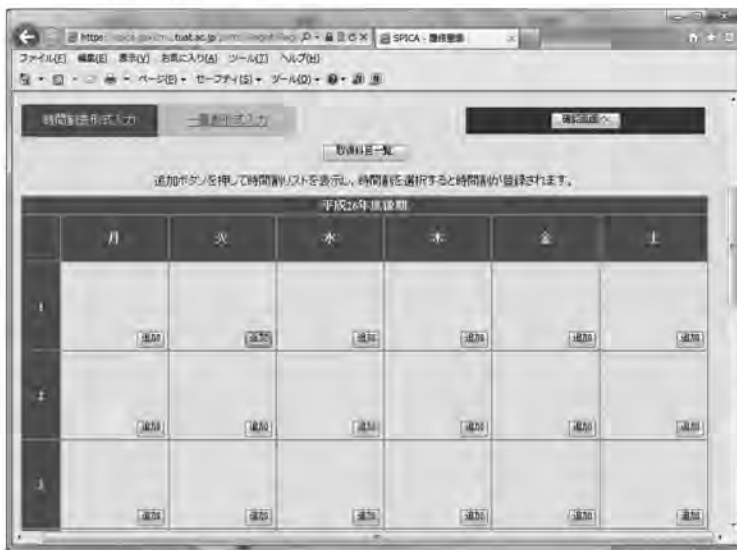 SPICA - 履修登録
ファイル(F) 編集(E) 表示(V) お気に入り(A) ツール(T) ヘルプ(H)
ページ(P) セーフティ(S) ツール(O)
時間割表形式入力 一覧表形式入力 確認画面へ
取得科目一覧
追加ボタンを押して時間割リストを表示し、時間割を選択すると時間割が登録されます。
平成26年度後期
月 火 水 木 金 土
1
追加 追加 追加 追加 追加 追加
2
追加 追加 追加 追加 追加 追加
3
追加 追加 追加 追加 追加 追加